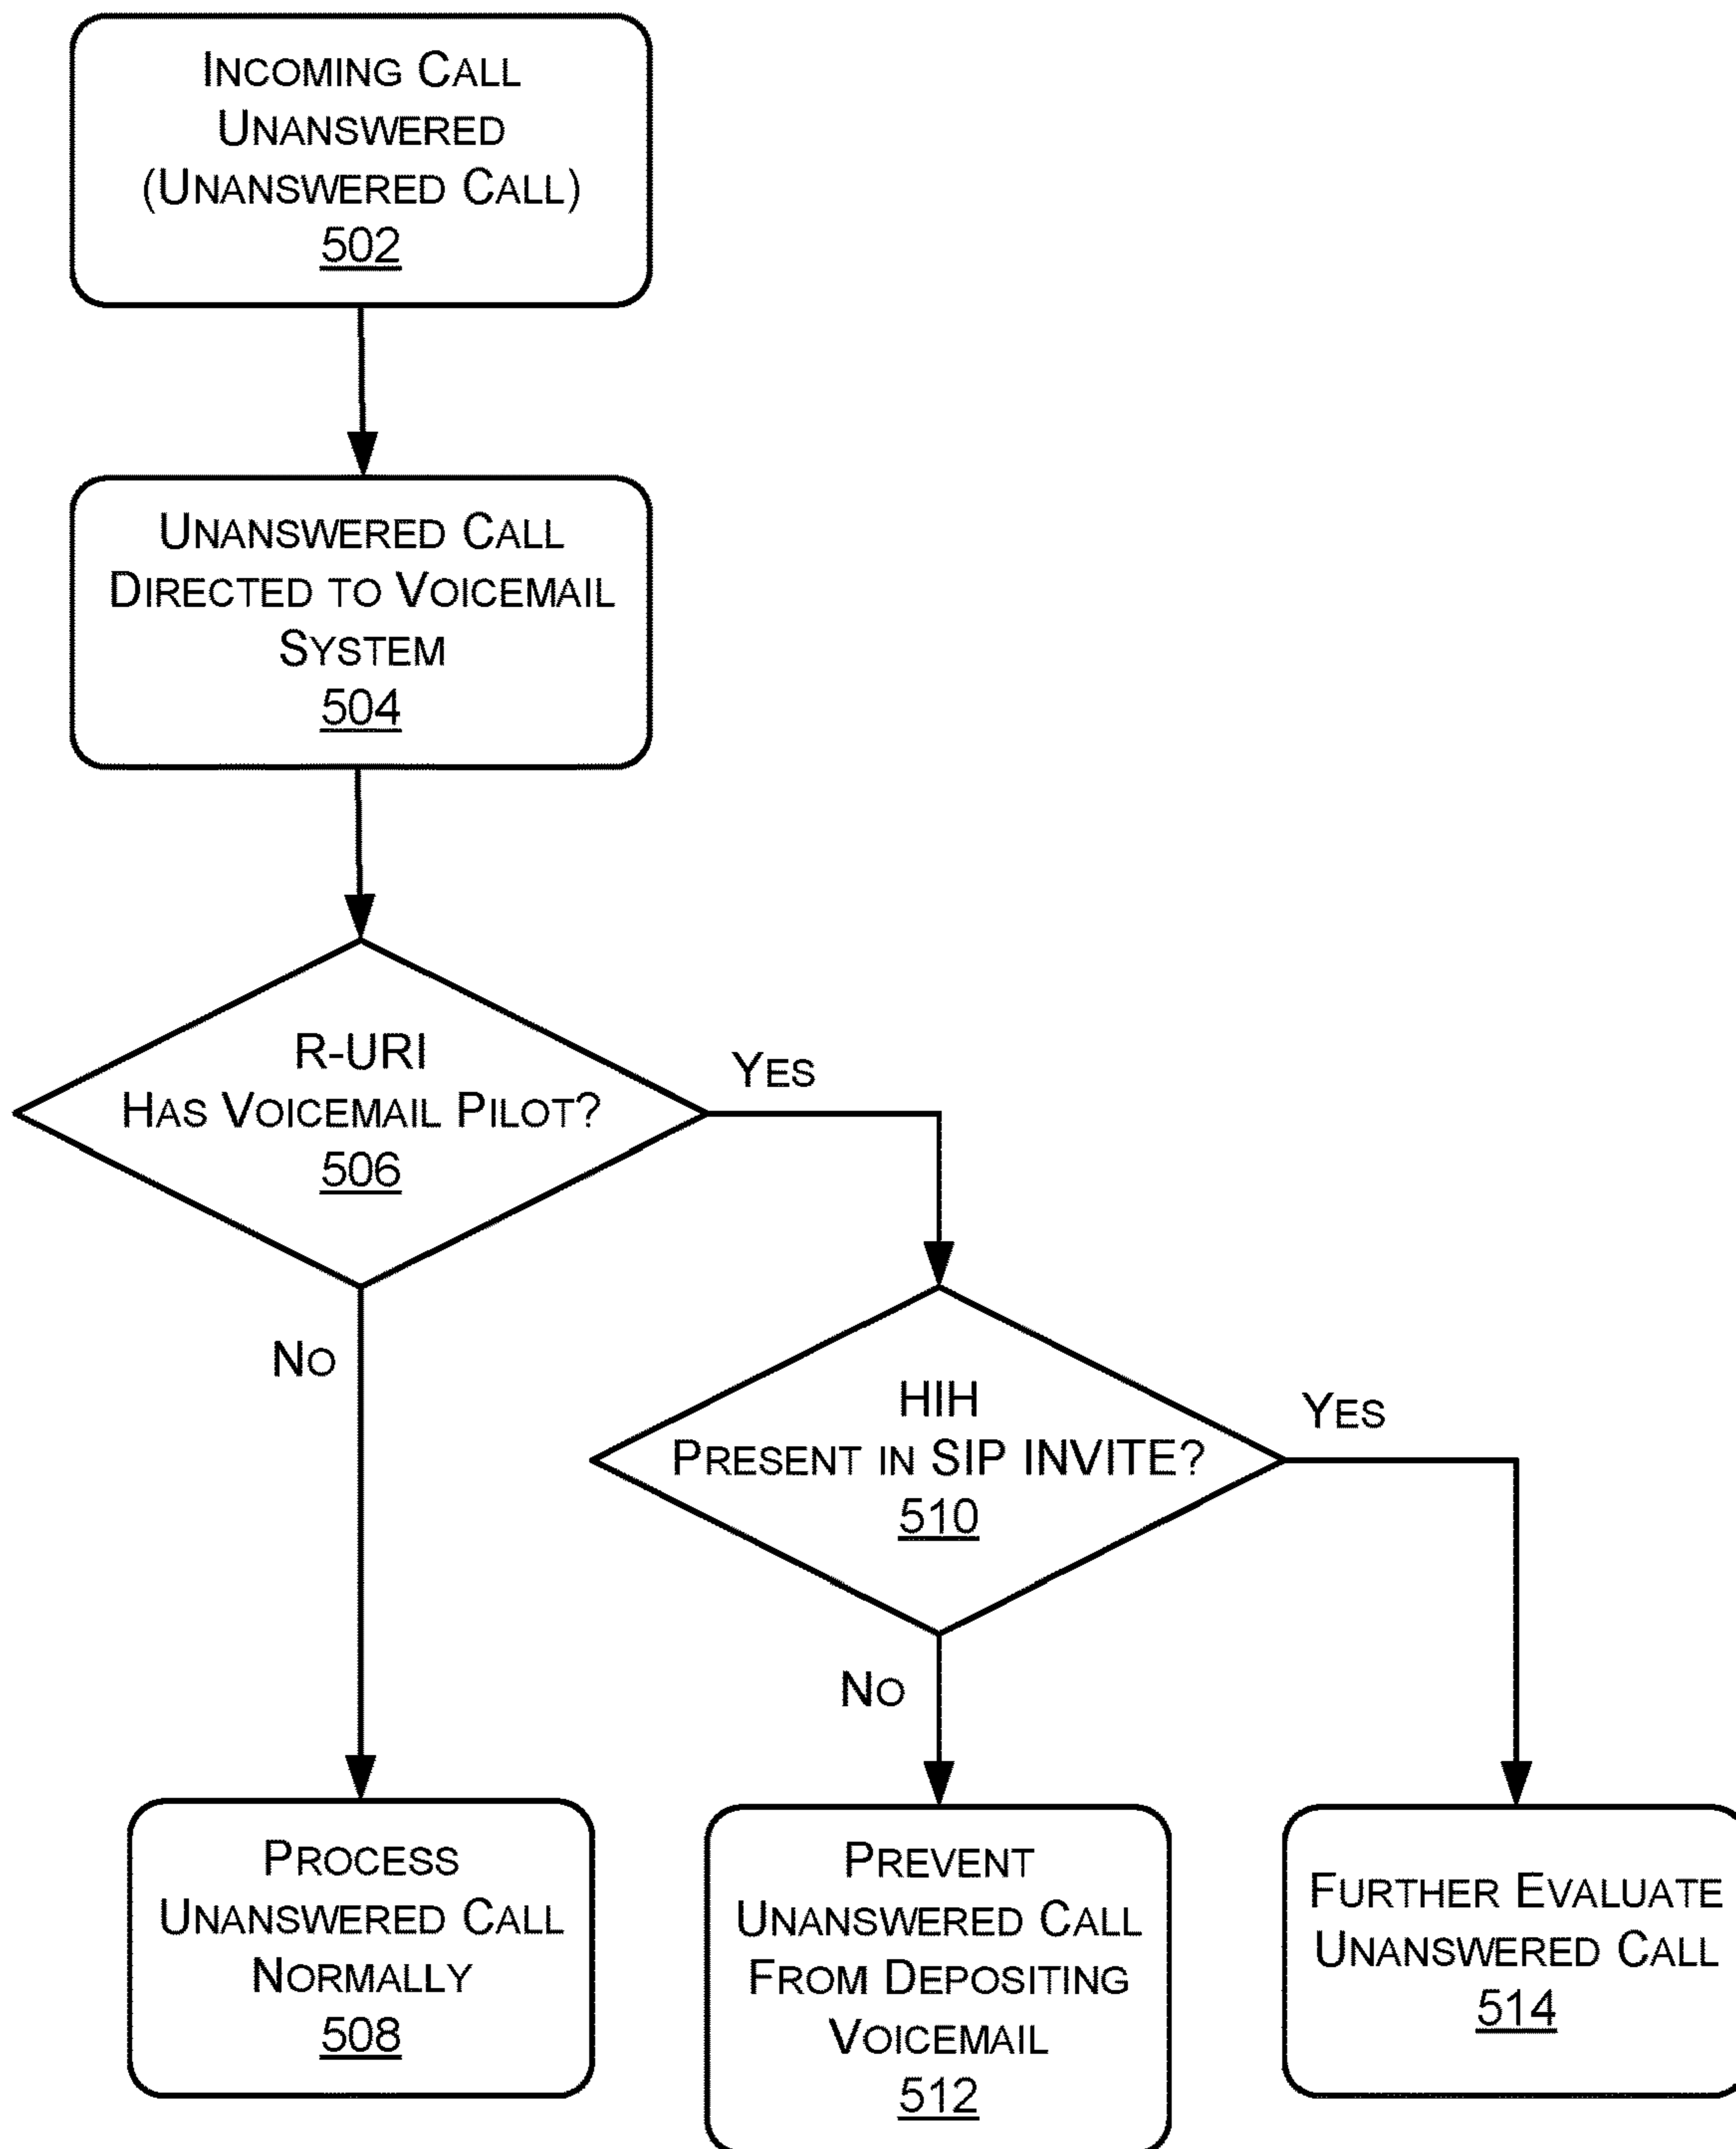 INCOMING CALL
UNANSWERED
(UNANSWERED CALL)
502
UNANSWERED CALL
DIRECTED TO VOICEMAIL
SYSTEM
504
R-URI
HAS VOICEMAIL PILOT?
506
YES
NO
HIH
PRESENT IN SIP INVITE?
510
YES
NO
PROCESS
UNANSWERED CALL
NORMALLY
508
PREVENT
UNANSWERED CALL
FROM DEPOSITING
VOICEMAIL
512
FURTHER EVALUATE
UNANSWERED CALL
514